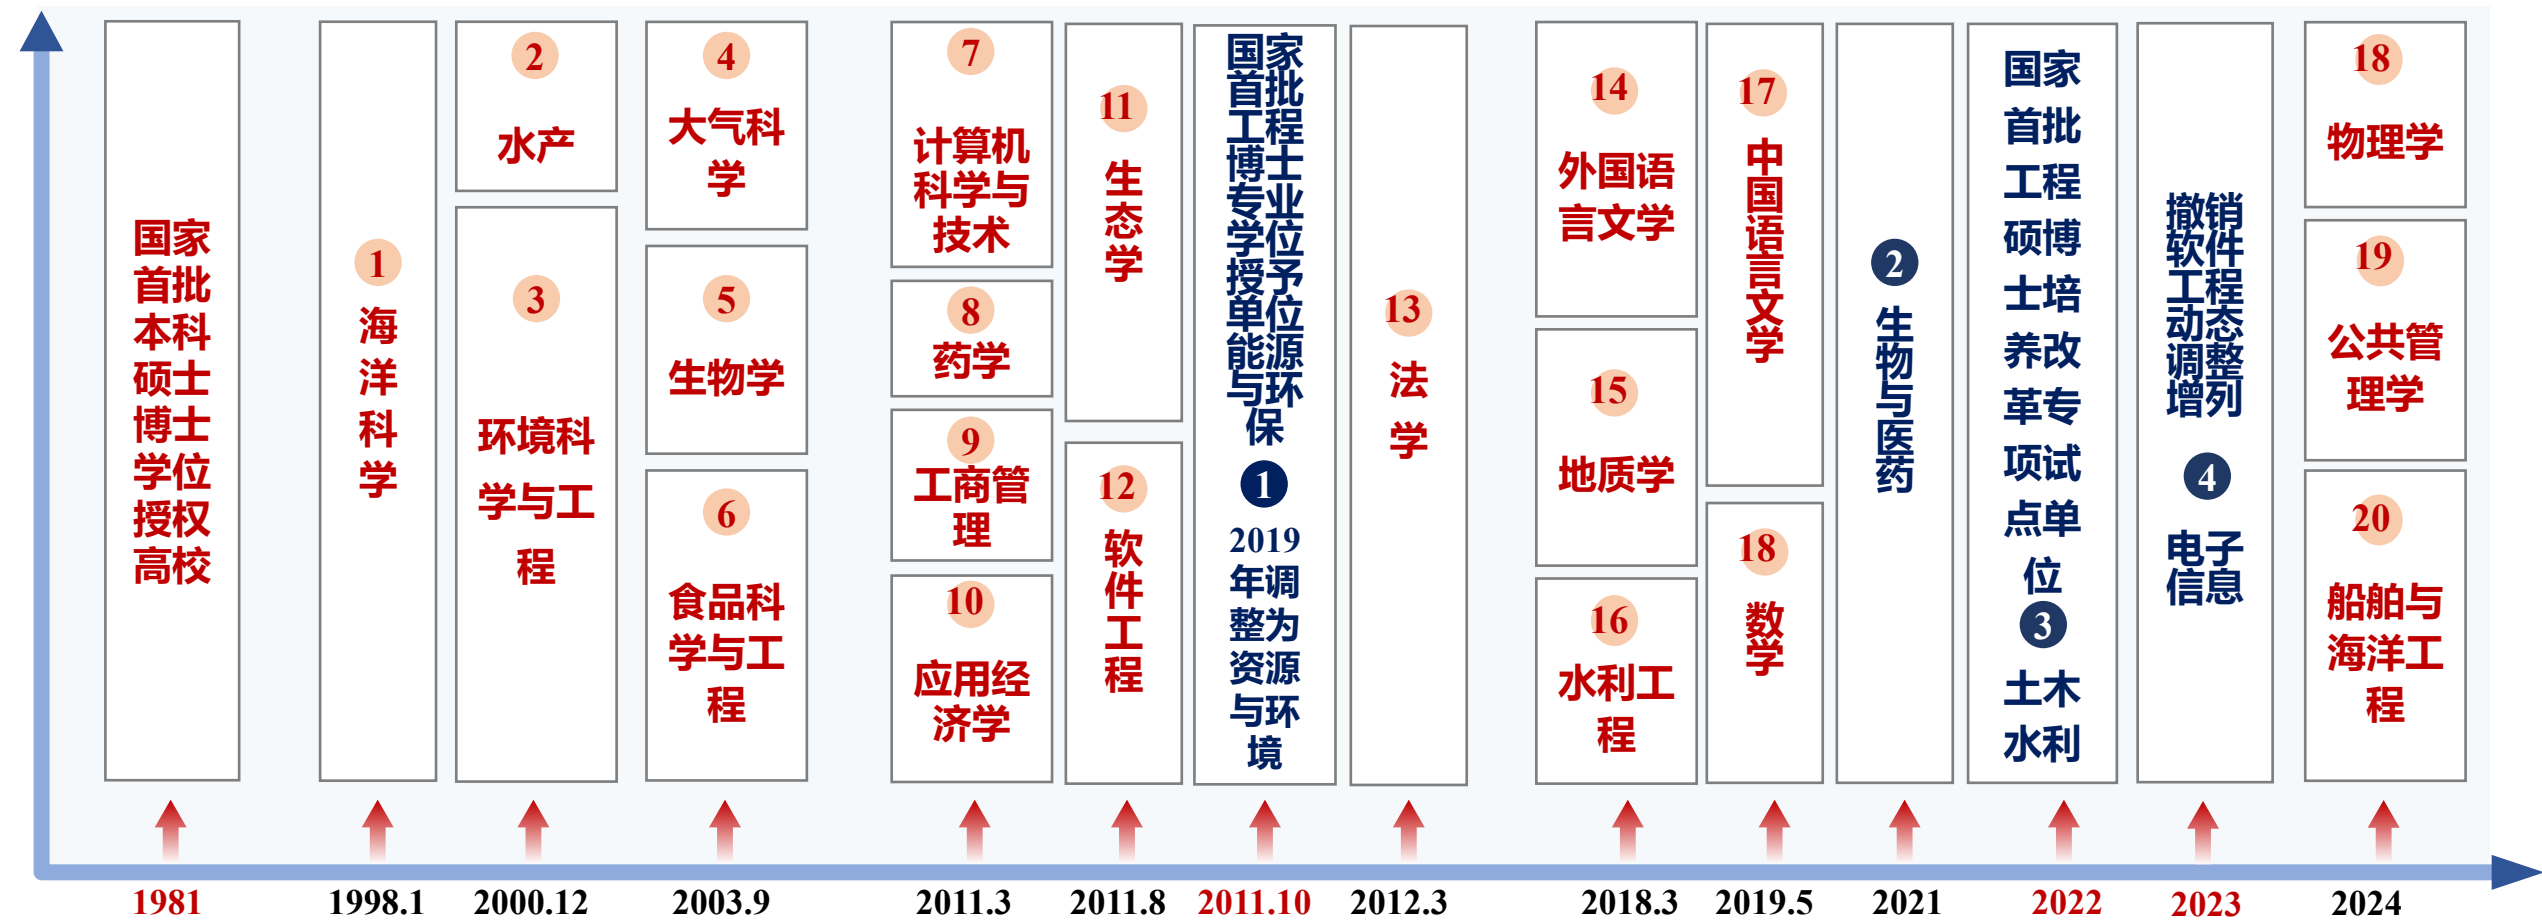 国家
首批
本科
硕士
博士
学位
授权
高校
1
海
洋
科
学
2
水产
3
环境科
学与工
程
4
大气科
学
5
生物学
6
食品科
学与工
程
7
计算机
科学与
技术
8
药学
9
工商管
理
10
应用经
济学
11
生
态
学
12
软
件
工
程
国家
首批
工程
博士
专业
学位
授予
单位
能源
与环
保
1
2019
年调
整为
资源
与环
境
13
法
学
14
外国语
言文学
15
地质学
16
水利工
程
17
中
国
语
言
文
学
18
数
学
2
生
物
与
医
药
国家
首批
工程
硕博
士培
养改
革专
项试
点单
位
3
土木
水利
撤销
软件
工程
动态
调整
增列
4
电子
信息
18
物理学
19
公共管
理学
20
船舶与
海洋工
程
1981
1998.1
2000.12
2003.9
2011.3
2011.8
2011.10
2012.3
2018.3
2019.5
2021
2022
2023
2024